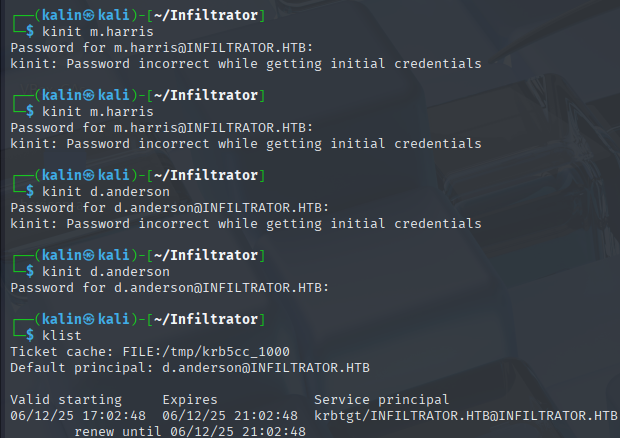 ┌──(kalin㉿kali)-[~/Infiltrator]
└─$ kinit m.harris
Password for m.harris@INFILTRATOR.HTB:
kinit: Password incorrect while getting initial credentials
┌──(kalin㉿kali)-[~/Infiltrator]
└─$ kinit m.harris
Password for m.harris@INFILTRATOR.HTB:
kinit: Password incorrect while getting initial credentials
┌──(kalin㉿kali)-[~/Infiltrator]
└─$ kinit d.anderson
Password for d.anderson@INFILTRATOR.HTB:
kinit: Password incorrect while getting initial credentials
┌──(kalin㉿kali)-[~/Infiltrator]
└─$ kinit d.anderson
Password for d.anderson@INFILTRATOR.HTB:
┌──(kalin㉿kali)-[~/Infiltrator]
└─$ klist
Ticket cache: FILE:/tmp/krb5cc_1000
Default principal: d.anderson@INFILTRATOR.HTB
Valid starting     Expires            Service principal
06/12/25 17:02:48  06/12/25 21:02:48  krbtgt/INFILTRATOR.HTB@INFILTRATOR.HTB
renew until 06/12/25 21:02:48